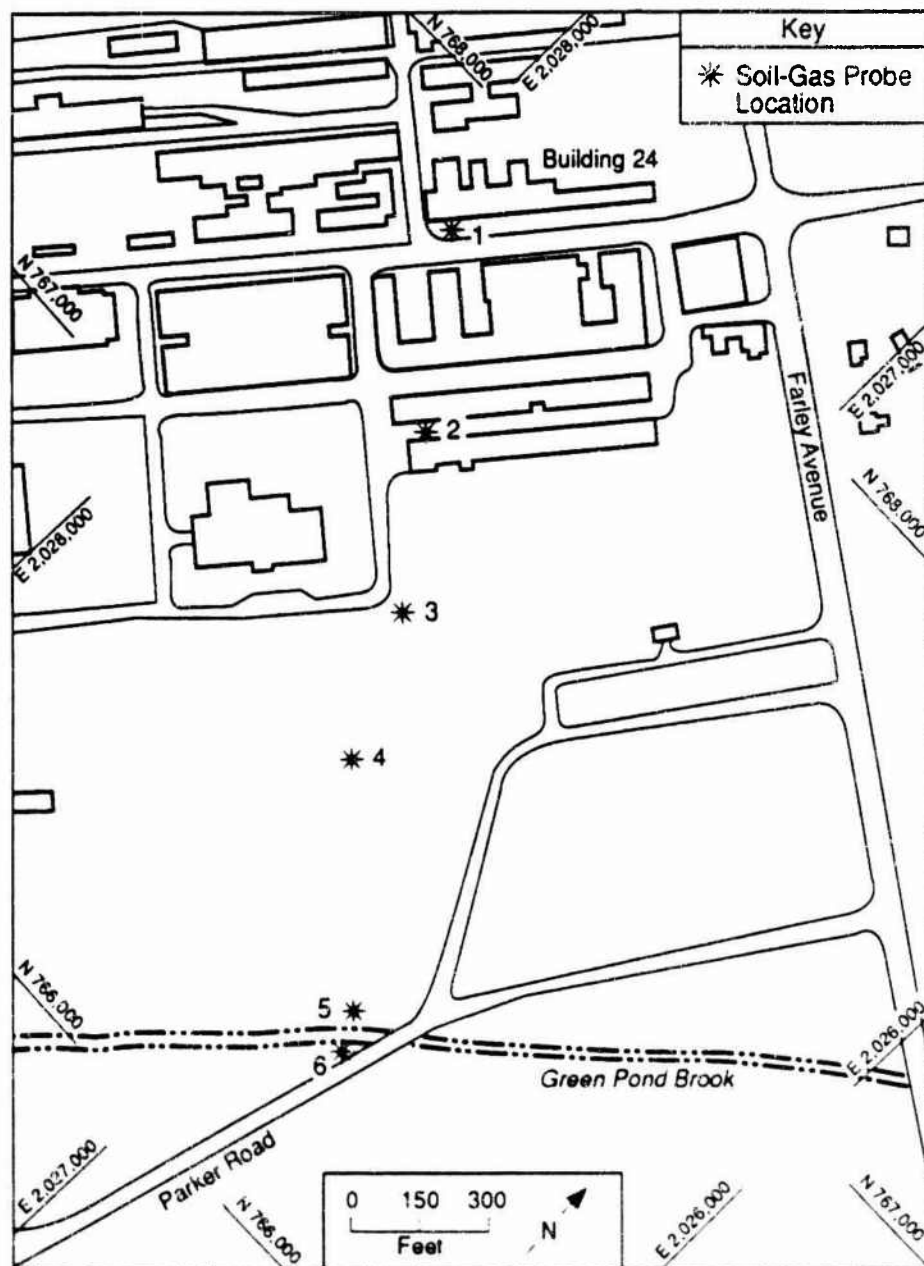 Key
Soil-Gas Probe
Location
N 768,000
E 2,028,000
Building 24
1
N 767,000
E 2,027,000
Farley Avenue
2
N 768,000
E 2,028,000
3
4
N 766,000
5
6
E 2,026,000
Green Pond Brook
E 2,027,000
Parker Road
N 766,000
0 150 300
Feet
N
E 2,026,000
N 767,000